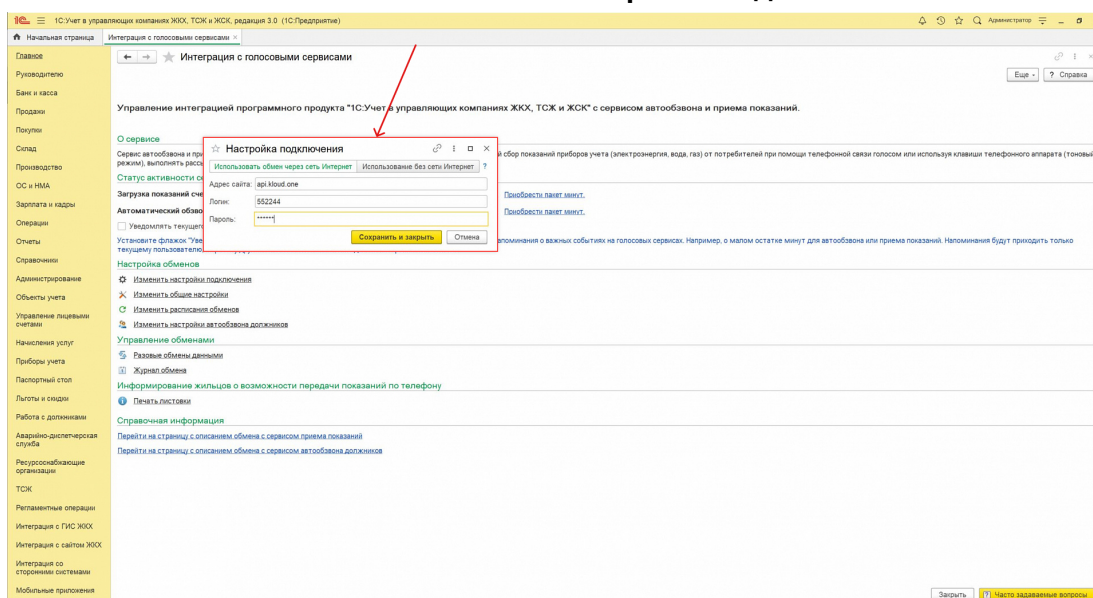 1С:Учет в управляющих компаниях ЖКХ, ТСЖ и ЖСК, редакция 3.0 (1С:Предприятие)
Администратор
Начальная страница
Интеграция с голосовыми сервисами ×
Главное
Руководителю
Банк и касса
Продажи
Покупки
Склад
Производство
ОС и НМА
Зарплата и кадры
Операции
Отчеты
Справочники
Администрирование
Объекты учета
Управление лицевыми
счетами
Начисления услуг
Приборы учета
Паспортный стол
Льготы и скидки
Работа с должниками
Аварийно-диспетчерская
служба
Ресурсоснабжающие
организации
ТСЖ
Регламентные операции
Интеграция с ГИС ЖКХ
Интеграция с сайтом ЖКХ
Интеграция со
сторонними системами
Мобильные приложения
Интеграция с голосовыми сервисами
Еще
? Справка
Управление интеграцией программного продукта "1С:Учет в управляющих компаниях ЖКХ, ТСЖ и ЖСК" с сервисом автообзвона и приема показаний.
О сервисе
Сервис автообзвона и при
й сбор показаний приборов учета (электроэнергия, вода, газ) от потребителей при помощи телефонной связи голосом или используя клавиши телефонного аппарата (тоновый
режим), выполнять расс
Статус активности с
Загрузка показаний сче
Приобрести пакет минут.
Автоматический обзво
Приобрести пакет минут.
Уведомлять текущег
Установите флажок "Уве
апоминания о важных событиях на голосовых сервисах. Например, о малом остатке минут для автообзвона или приема показаний. Напоминания будут приходить только
текущему пользователю
Настройка подключения
Использовать обмен через сеть Интернет
Использование без сети Интернет
?
Адрес сайта: api.kloud.one
Логин: 552244
Пароль: ******
Сохранить и закрыть
Отмена
Настройка обменов
Изменить настройки подключения
Изменить общие настройки
Изменить расписания обменов
Изменить настройки автообзвона должников
Управление обменами
Разовые обмены данными
Журнал обмена
Информирование жильцов о возможности передачи показаний по телефону
Печать листовки
Справочная информация
Перейти на страницу с описанием обмена с сервисом приема показаний
Перейти на страницу с описанием обмена с сервисом автообзвона должников
Закрыть
? Часто задаваемые вопросы